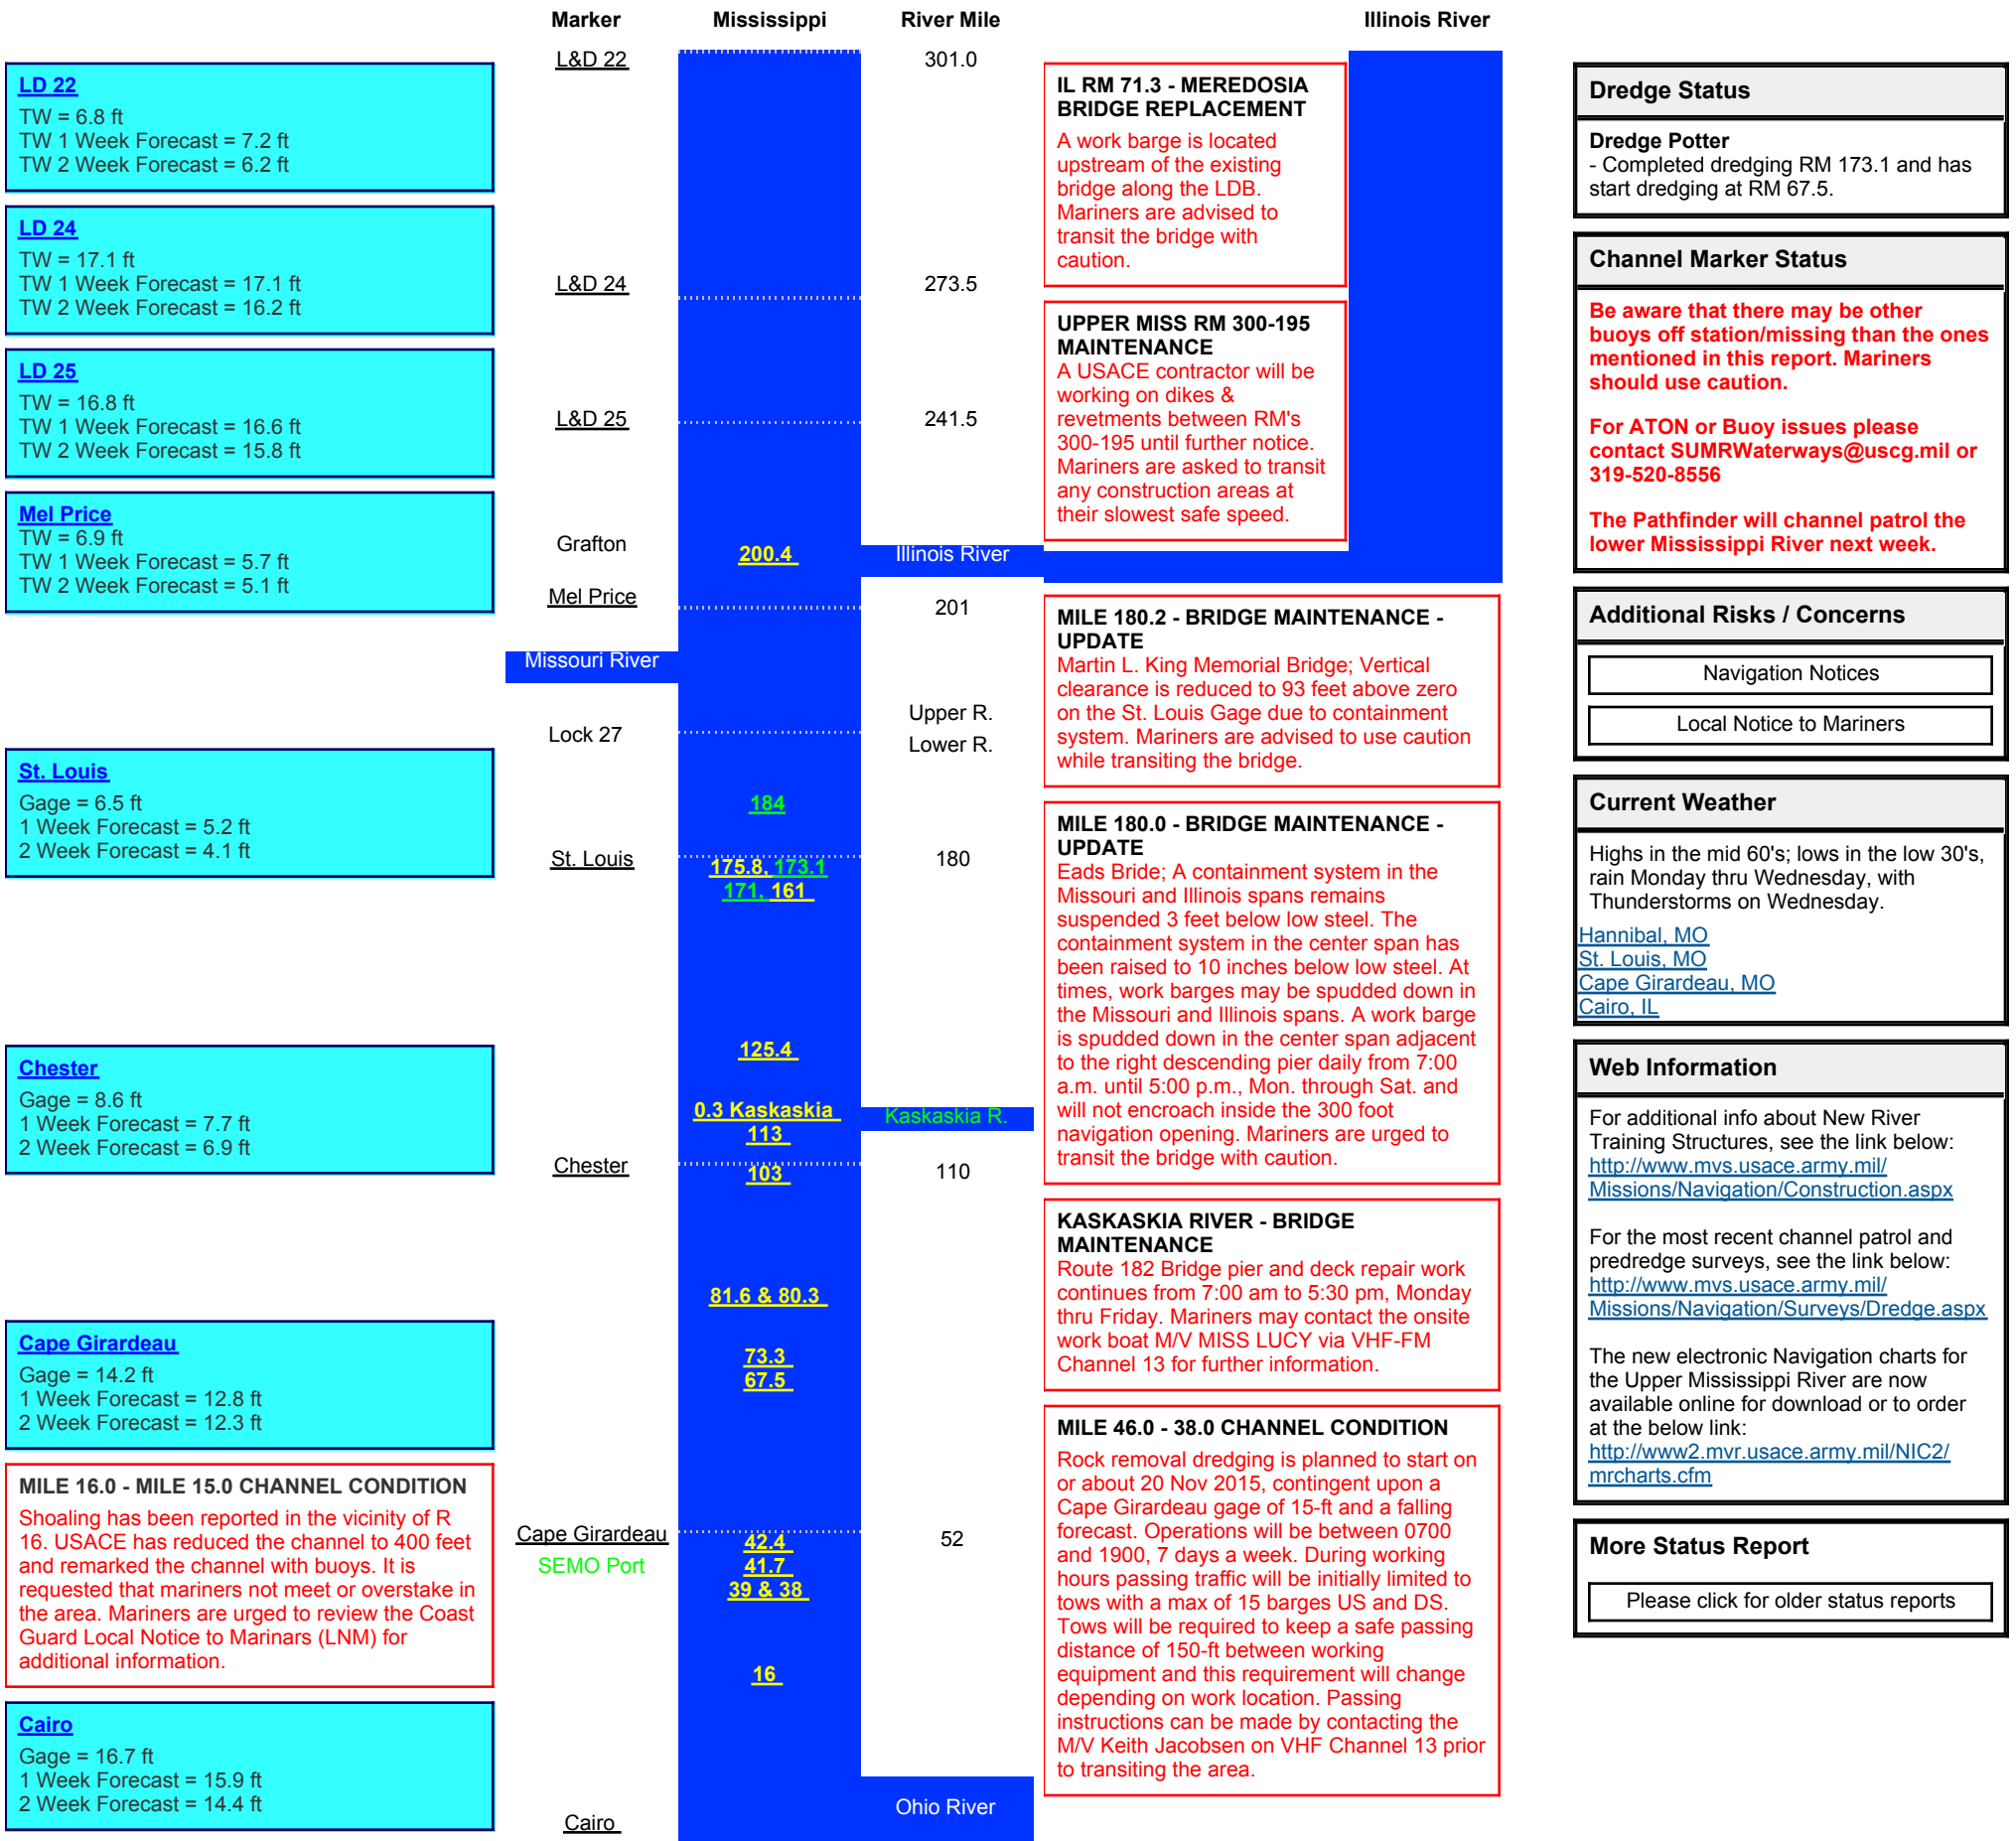 Marker Mississippi River Mile Illinois River
LD 22
TW = 6.8 ft
TW 1 Week Forecast = 7.2 ft
TW 2 Week Forecast = 6.2 ft
LD 24
TW = 17.1 ft
TW 1 Week Forecast = 17.1 ft
TW 2 Week Forecast = 16.2 ft
LD 25
TW = 16.8 ft
TW 1 Week Forecast = 16.6 ft
TW 2 Week Forecast = 15.8 ft
Mel Price
TW = 6.9 ft
TW 1 Week Forecast = 5.7 ft
TW 2 Week Forecast = 5.1 ft
St. Louis
Gage = 6.5 ft
1 Week Forecast = 5.2 ft
2 Week Forecast = 4.1 ft
Chester
Gage = 8.6 ft
1 Week Forecast = 7.7 ft
2 Week Forecast = 6.9 ft
Cape Girardeau
Gage = 14.2 ft
1 Week Forecast = 12.8 ft
2 Week Forecast = 12.3 ft
MILE 16.0 - MILE 15.0 CHANNEL CONDITION
Shoaling has been reported in the vicinity of R
16. USACE has reduced the channel to 400 feet
and remarked the channel with buoys. It is
requested that mariners not meet or overstake in
the area. Mariners are urged to review the Coast
Guard Local Notice to Marinars (LNM) for
additional information.
Cairo
Gage = 16.7 ft
1 Week Forecast = 15.9 ft
2 Week Forecast = 14.4 ft
L&D 22 301.0
L&D 24 273.5
L&D 25 241.5
Grafton 200.4 Illinois River
Mel Price 201
Missouri River
Upper R.
Lock 27
Lower R.
184
St. Louis 180
175.8, 173.1
171, 161
125.4
0.3 Kaskaskia Kaskaskia R.
113
Chester 110
103
81.6 & 80.3
73.3
67.5
Cape Girardeau 52
42.4
SEMO Port 41.7
39 & 38
16
Ohio River
Cairo
IL RM 71.3 - MEREDOSIA
BRIDGE REPLACEMENT
A work barge is located
upstream of the existing
bridge along the LDB.
Mariners are advised to
transit the bridge with
caution.
UPPER MISS RM 300-195
MAINTENANCE
A USACE contractor will be
working on dikes &
revetments between RM's
300-195 until further notice.
Mariners are asked to transit
any construction areas at
their slowest safe speed.
MILE 180.2 - BRIDGE MAINTENANCE -
UPDATE
Martin L. King Memorial Bridge; Vertical
clearance is reduced to 93 feet above zero
on the St. Louis Gage due to containment
system. Mariners are advised to use caution
while transiting the bridge.
MILE 180.0 - BRIDGE MAINTENANCE -
UPDATE
Eads Bride; A containment system in the
Missouri and Illinois spans remains
suspended 3 feet below low steel. The
containment system in the center span has
been raised to 10 inches below low steel. At
times, work barges may be spudded down in
the Missouri and Illinois spans. A work barge
is spudded down in the center span adjacent
to the right descending pier daily from 7:00
a.m. until 5:00 p.m., Mon. through Sat. and
will not encroach inside the 300 foot
navigation opening. Mariners are urged to
transit the bridge with caution.
KASKASKIA RIVER - BRIDGE
MAINTENANCE
Route 182 Bridge pier and deck repair work
continues from 7:00 am to 5:30 pm, Monday
thru Friday. Mariners may contact the onsite
work boat M/V MISS LUCY via VHF-FM
Channel 13 for further information.
MILE 46.0 - 38.0 CHANNEL CONDITION
Rock removal dredging is planned to start on
or about 20 Nov 2015, contingent upon a
Cape Girardeau gage of 15-ft and a falling
forecast. Operations will be between 0700
and 1900, 7 days a week. During working
hours passing traffic will be initially limited to
tows with a max of 15 barges US and DS.
Tows will be required to keep a safe passing
distance of 150-ft between working
equipment and this requirement will change
depending on work location. Passing
instructions can be made by contacting the
M/V Keith Jacobsen on VHF Channel 13 prior
to transiting the area.
Dredge Status
Dredge Potter
- Completed dredging RM 173.1 and has
start dredging at RM 67.5.
Channel Marker Status
Be aware that there may be other
buoys off station/missing than the ones
mentioned in this report. Mariners
should use caution.
For ATON or Buoy issues please
contact SUMRWaterways@uscg.mil or
319-520-8556
The Pathfinder will channel patrol the
lower Mississippi River next week.
Additional Risks / Concerns
Navigation Notices
Local Notice to Mariners
Current Weather
Highs in the mid 60's; lows in the low 30's,
rain Monday thru Wednesday, with
Thunderstorms on Wednesday.
Hannibal, MO
St. Louis, MO
Cape Girardeau, MO
Cairo, IL
Web Information
For additional info about New River
Training Structures, see the link below:
http://www.mvs.usace.army.mil/
Missions/Navigation/Construction.aspx
For the most recent channel patrol and
predredge surveys, see the link below:
http://www.mvs.usace.army.mil/
Missions/Navigation/Surveys/Dredge.aspx
The new electronic Navigation charts for
the Upper Mississippi River are now
available online for download or to order
at the below link:
http://www2.mvr.usace.army.mil/NIC2/
mrcharts.cfm
More Status Report
Please click for older status reports